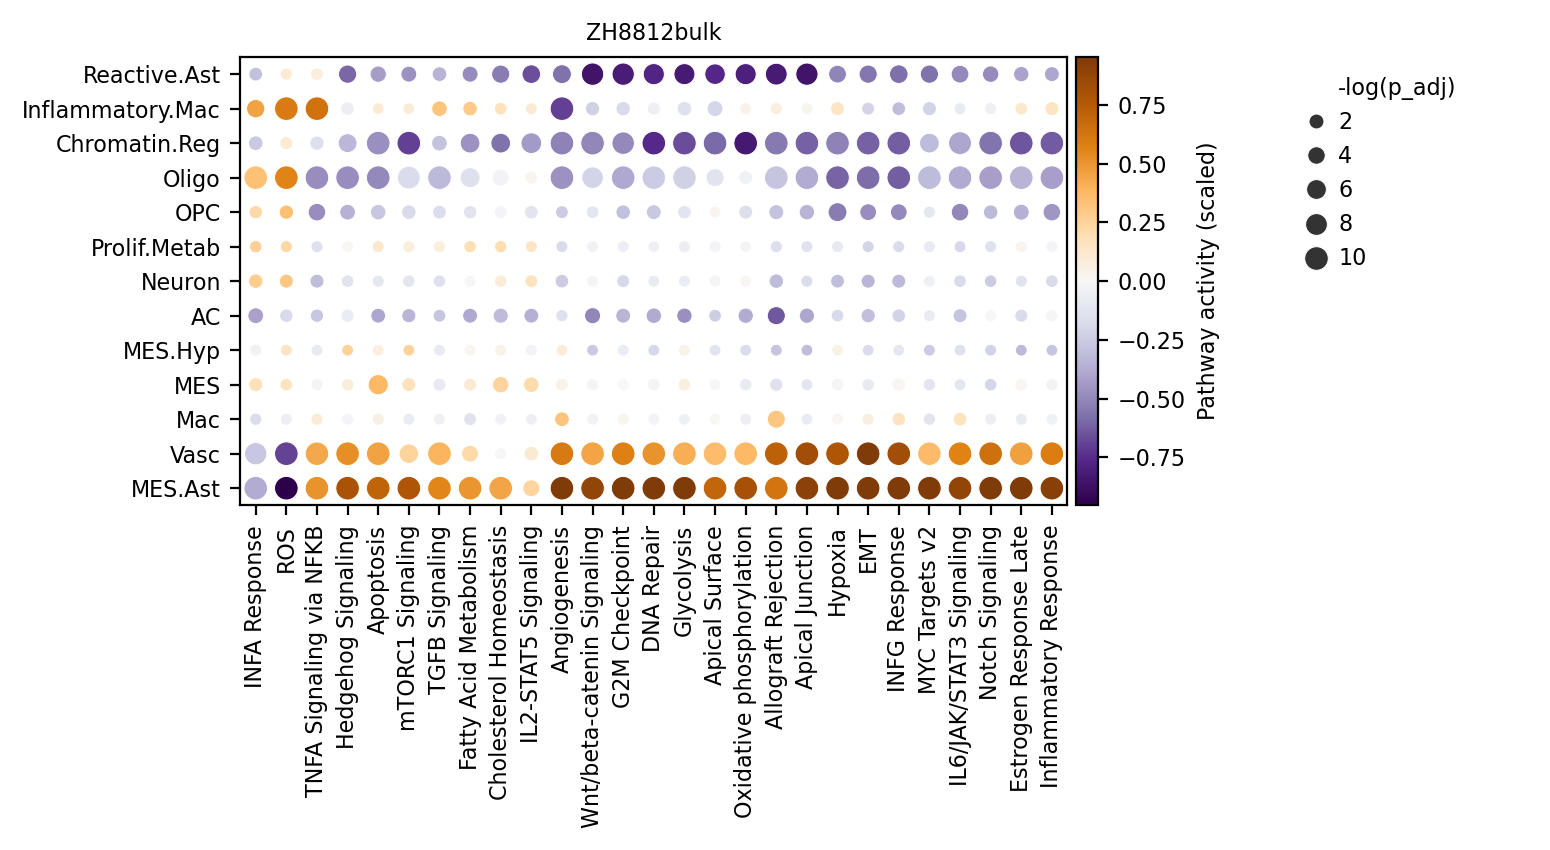 ZH8812bulk
Reactive.Ast
Inflammatory.Mac
Chromatin.Reg
Oligo
OPC
Prolif.Metab
Neuron
AC
MES.Hyp
MES
Mac
Vasc
MES.Ast
INFA Response
ROS
TNFA Signaling via NFKB
Hedgehog Signaling
Apoptosis
mTORC1 Signaling
TGFB Signaling
Fatty Acid Metabolism
Cholesterol Homeostasis
IL2-STAT5 Signaling
Angiogenesis
Wnt/beta-catenin Signaling
G2M Checkpoint
DNA Repair
Glycolysis
Apical Surface
Oxidative phosphorylation
Allograft Rejection
Apical Junction
Hypoxia
EMT
INFG Response
MYC Targets v2
IL6/JAK/STAT3 Signaling
Notch Signaling
Estrogen Response Late
Inflammatory Response
0.75
0.50
0.25
0.00
−0.25
−0.50
−0.75
Pathway activity (scaled)
-log(p_adj)
2
4
6
8
10